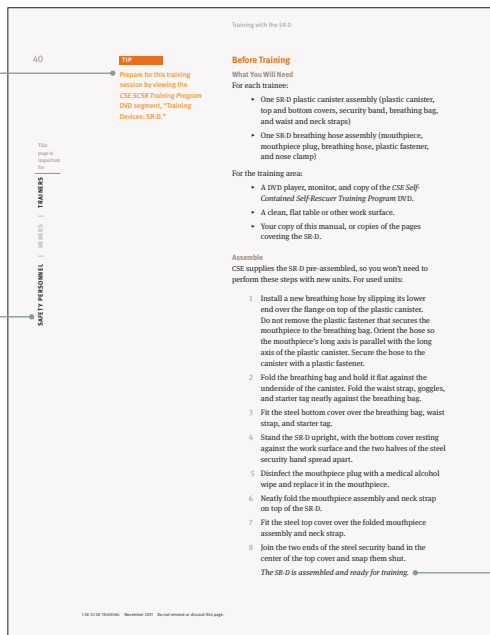 Training with the SR-D
40
TIP
Prepare for this training
session by viewing the
CSE SCSR Training Program
DVD segment, "Training
Devices: SR-D."
This
page is
important
for
TRAINERS | MINERS | SAFETY PERSONNEL
Before Training
What You Will Need
For each trainee:
► One SR-D plastic canister assembly (plastic canister,
top and bottom covers, security band, breathing bag,
and waist and neck straps)
► One SR-D breathing hose assembly (mouthpiece,
mouthpiece plug, breathing hose, plastic fastener,
and nose clamp)
For the training area:
► A DVD player, monitor, and copy of the CSE Self-
Contained Self-Rescuer Training Program DVD.
► A clean, flat table or other work surface.
► Your copy of this manual, or copies of the pages
covering the SR-D.
Assemble
CSE supplies the SR-D pre-assembled, so you won't need to
perform these steps with new units. For used units:
1 Install a new breathing hose by slipping its lower
end over the flange on top of the plastic canister.
Do not remove the plastic fastener that secures the
mouthpiece to the breathing bag. Orient the hose so
the mouthpiece's long axis is parallel with the long
axis of the plastic canister. Secure the hose to the
canister with a plastic fastener.
2 Fold the breathing bag and hold it flat against the
underside of the canister. Fold the waist strap, goggles,
and starter tag neatly against the breathing bag.
3 Fit the steel bottom cover over the breathing bag, waist
strap, and starter tag.
4 Stand the SR-D upright, with the bottom cover resting
against the work surface and the two halves of the steel
security band spread apart.
5 Disinfect the mouthpiece plug with a medical alcohol
wipe and replace it in the mouthpiece.
6 Neatly fold the mouthpiece assembly and neck strap
on top of the SR-D.
7 Fit the steel top cover over the folded mouthpiece
assembly and neck strap.
8 Join the two ends of the steel security band in the
center of the top cover and snap them shut.
The SR-D is assembled and ready for training.
CSE SCSR TRAINING November 2011 Do not remove or discard this page.